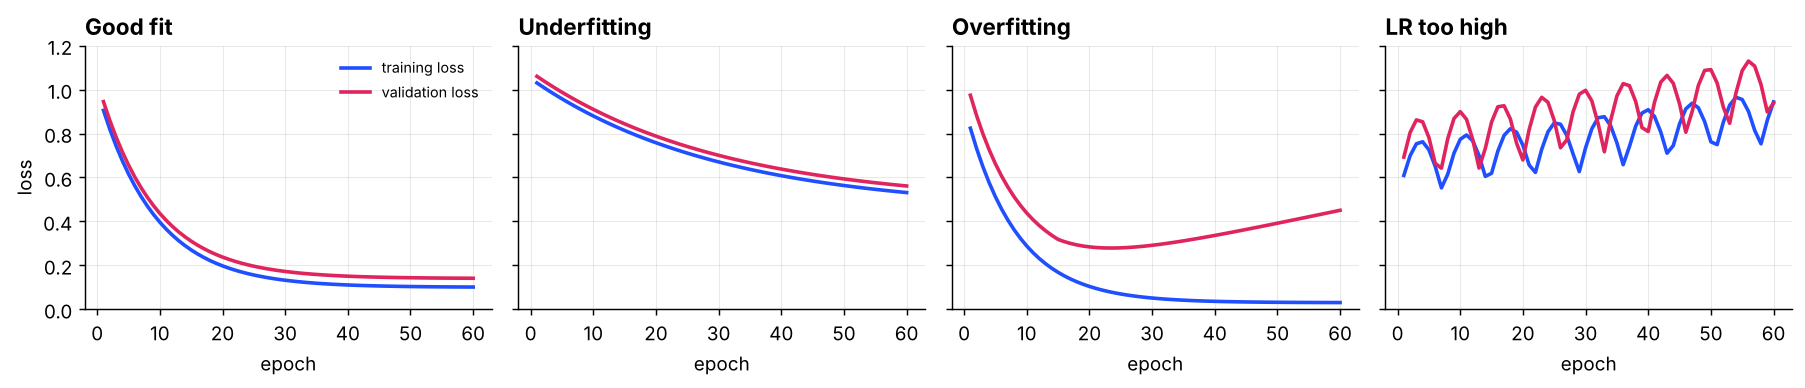 Good fit
Underfitting
Overfitting
LR too high
training loss
validation loss
loss
1.2
1.0
0.8
0.6
0.4
0.2
0.0
0 10 20 30 40 50 60
0 10 20 30 40 50 60
0 10 20 30 40 50 60
0 10 20 30 40 50 60
epoch
epoch
epoch
epoch